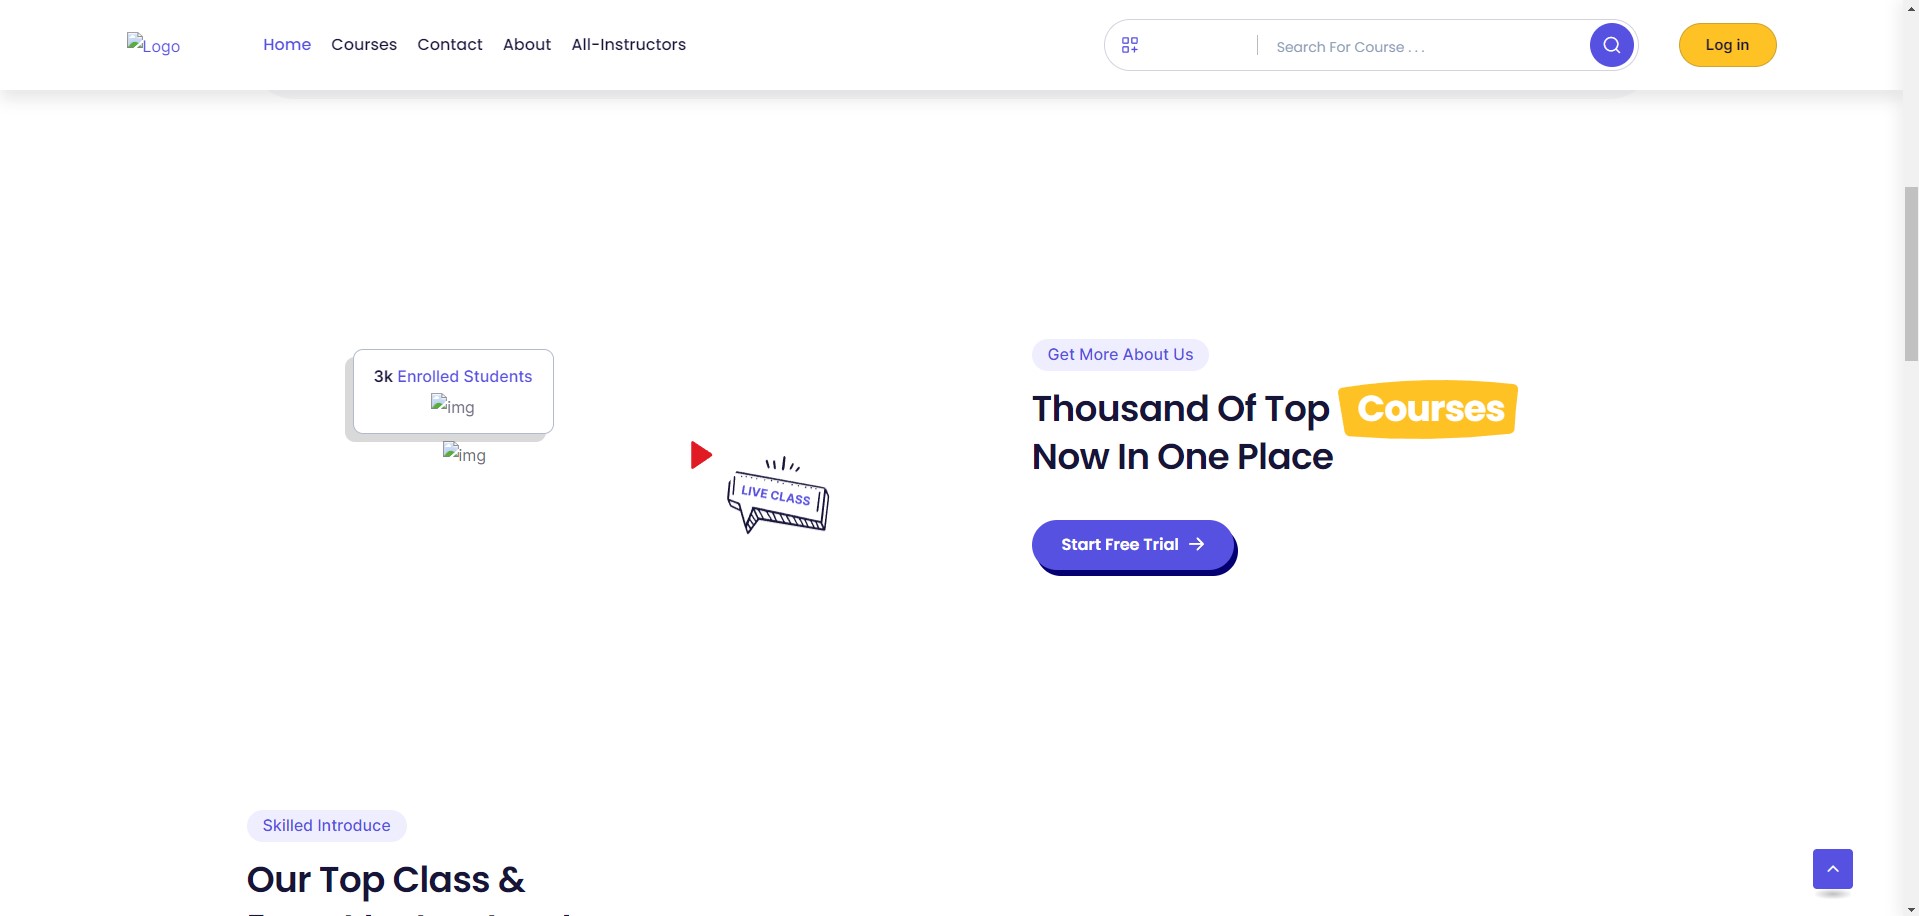 Logo
Home Courses Contact About All-Instructors
Search For Course . . .
Log in
3k Enrolled Students
img
img
LIVE CLASS
Get More About Us
Thousand Of Top Courses
Now In One Place
Start Free Trial
Skilled Introduce
Our Top Class &